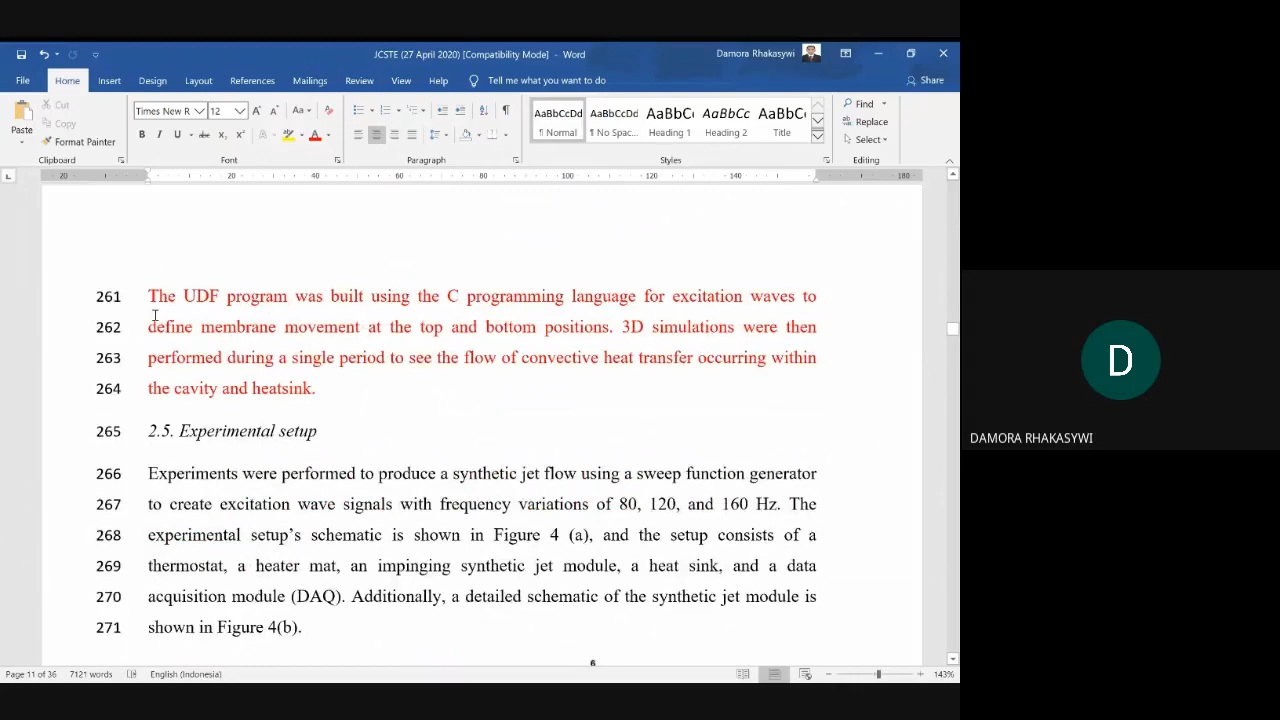 JCSTE (27 April 2020) [Compatibility Mode] - Word
Damora Rhakasywi
File Home Insert Design Layout References Mailings Review View Help Tell me what you want to do
Share
Cut
Copy
Paste
Format Painter
Times New R 12
AaBbCcDd AaBbCcDd AaBbC AaBbCc AaBbC
¶ Normal ¶ No Spac... Heading 1 Heading 2 Title
Find
Replace
Select
Clipboard Font Paragraph Styles Editing
20 20 40 60 80 100 120 140 180
261 The UDF program was built using the C programming language for excitation waves to
262 define membrane movement at the top and bottom positions. 3D simulations were then
263 performed during a single period to see the flow of convective heat transfer occurring within
264 the cavity and heatsink.
265 2.5. Experimental setup
266 Experiments were performed to produce a synthetic jet flow using a sweep function generator
267 to create excitation wave signals with frequency variations of 80, 120, and 160 Hz. The
268 experimental setup's schematic is shown in Figure 4 (a), and the setup consists of a
269 thermostat, a heater mat, an impinging synthetic jet module, a heat sink, and a data
270 acquisition module (DAQ). Additionally, a detailed schematic of the synthetic jet module is
271 shown in Figure 4(b).
6
Page 11 of 36 7121 words English (Indonesia) 143%
D
DAMORA RHAKASYWI